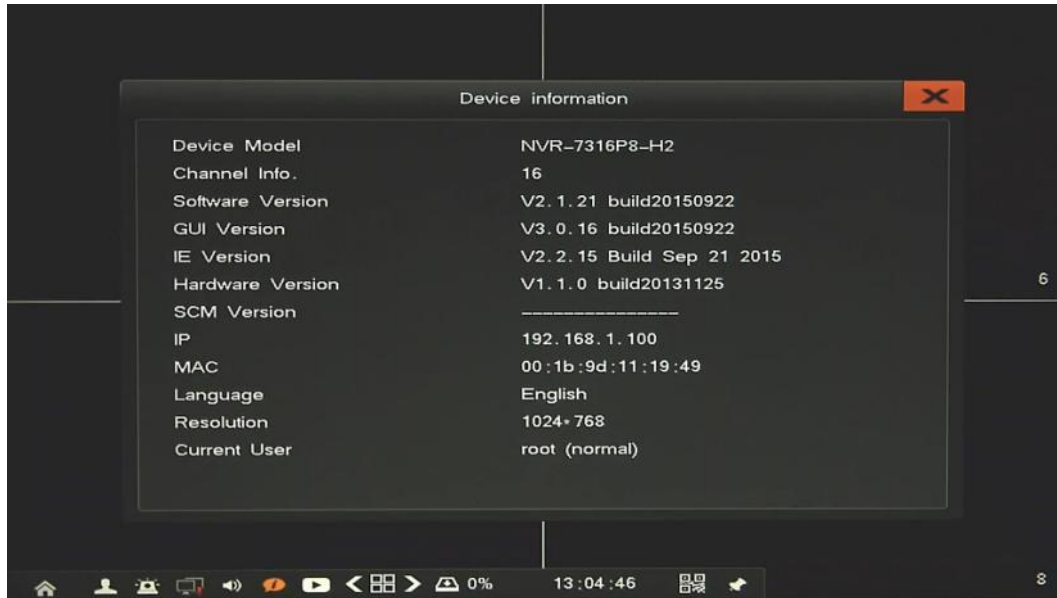 Device information
Device Model NVR-7316P8-H2
Channel Info. 16
Software Version V2.1.21 build20150922
GUI Version V3.0.16 build20150922
IE Version V2.2.15 Build Sep 21 2015
Hardware Version V1.1.0 build20131125
SCM Version ---------------
IP 192.168.1.100
MAC 00:1b:9d:11:19:49
Language English
Resolution 1024*768
Current User root (normal)
6
0% 13:04:46
8